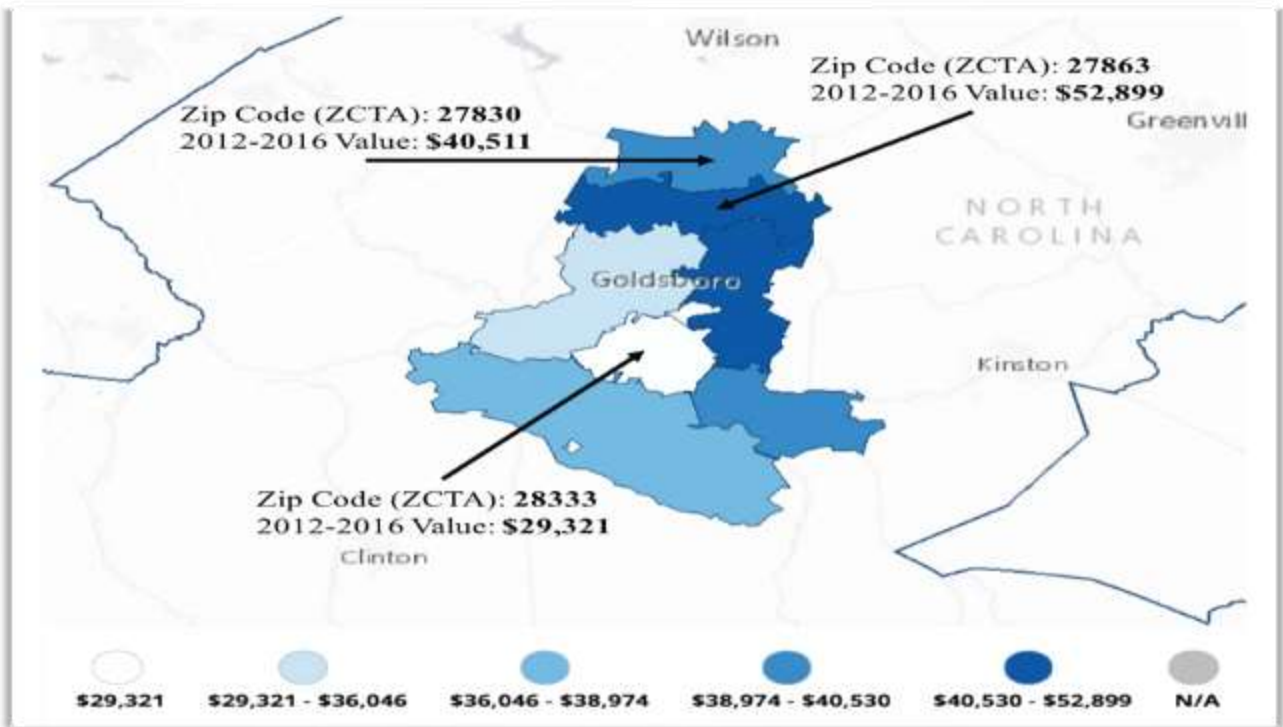 Wilson
Zip Code (ZCTA): 27863
2012-2016 Value: $52,899
Zip Code (ZCTA): 27830
2012-2016 Value: $40,511
Greenvill
NORTH
CAROLINA
Goldsboro
Kinston
Zip Code (ZCTA): 28333
2012-2016 Value: $29,321
Clinton
$29,321
$29,321 - $36,046
$36,046 - $38,974
$38,974 - $40,530
$40,530 - $52,899
N/A